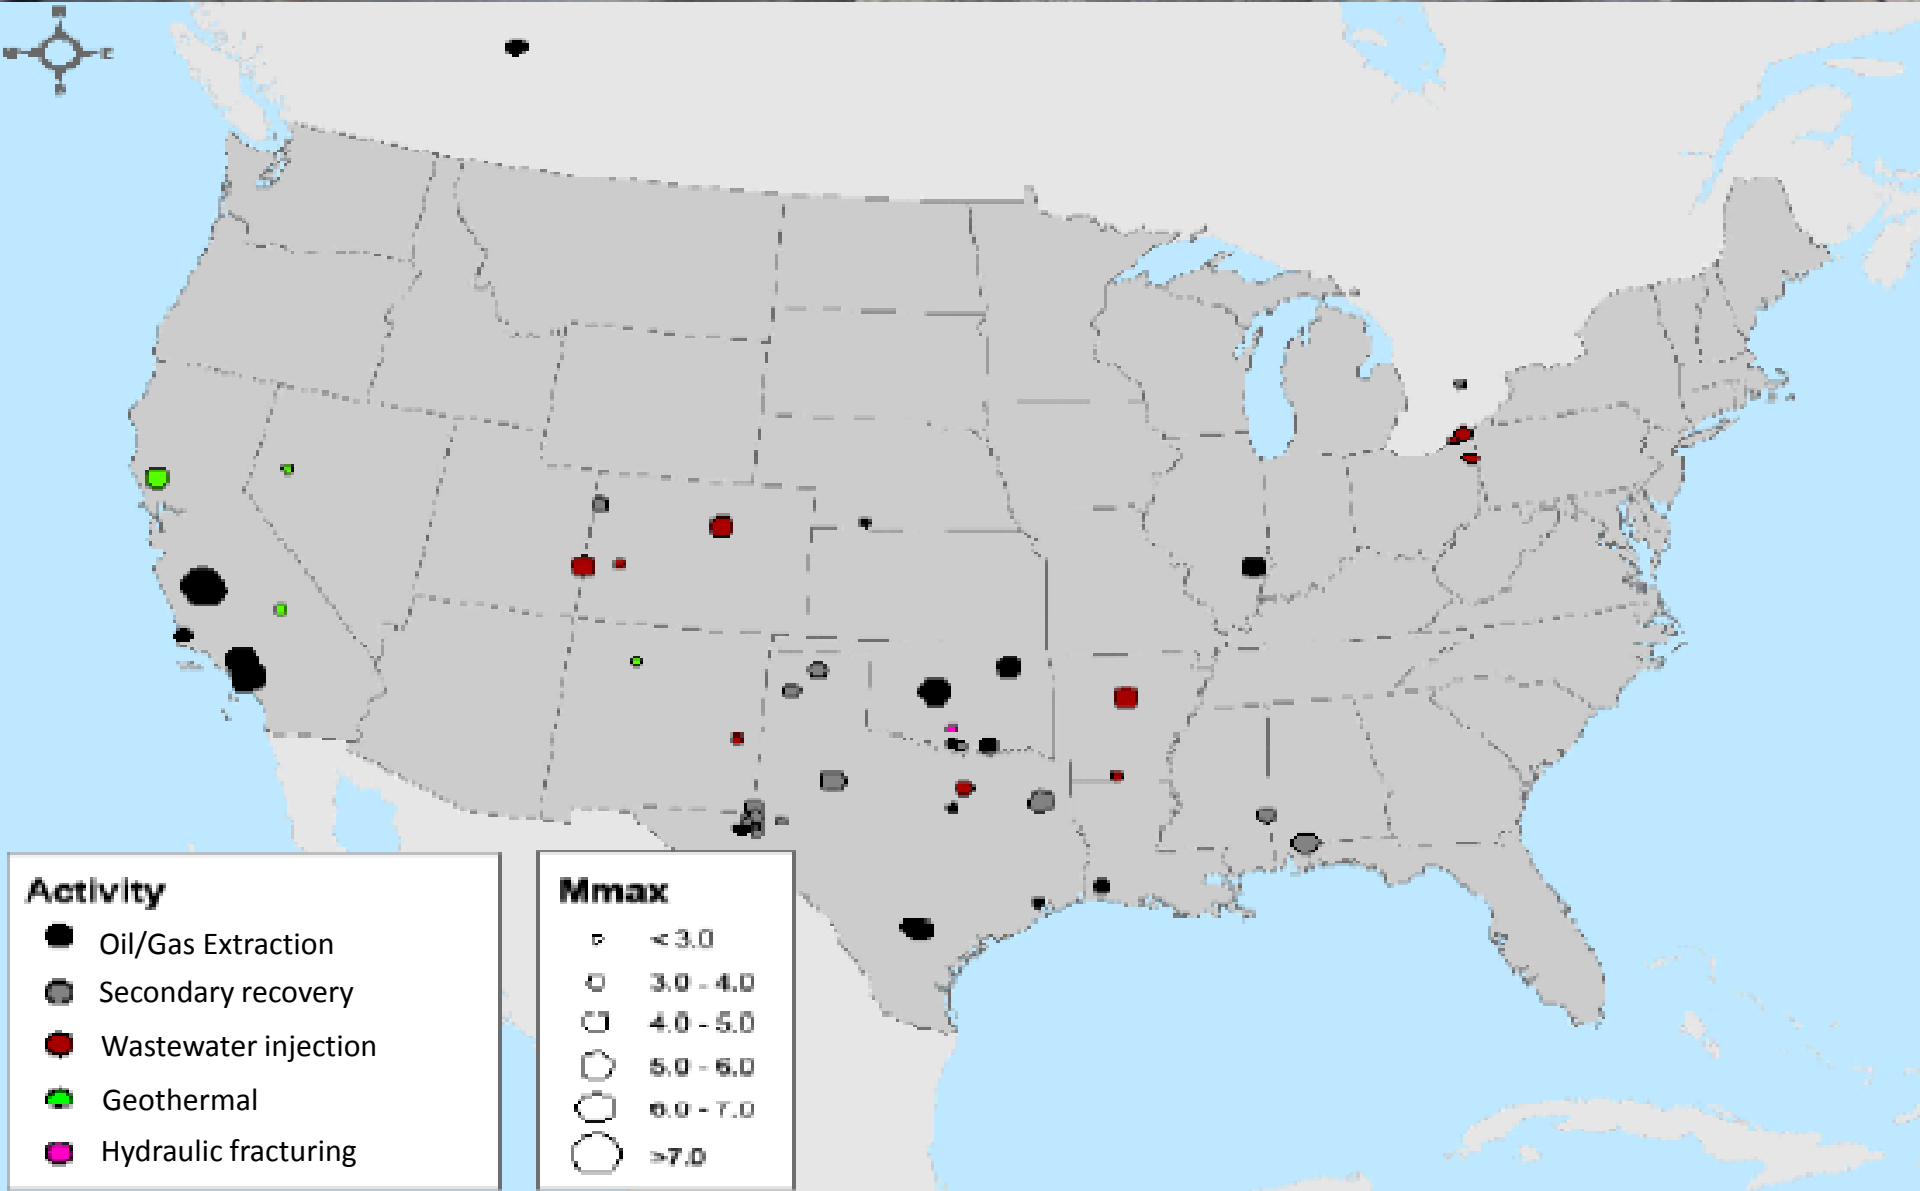 N
W E
Activity
Oil/Gas Extraction
Secondary recovery
Wastewater injection
Geothermal
Hydraulic fracturing
Mmax
< 3.0
3.0 - 4.0
4.0 - 5.0
5.0 - 6.0
6.0 - 7.0
>7.0